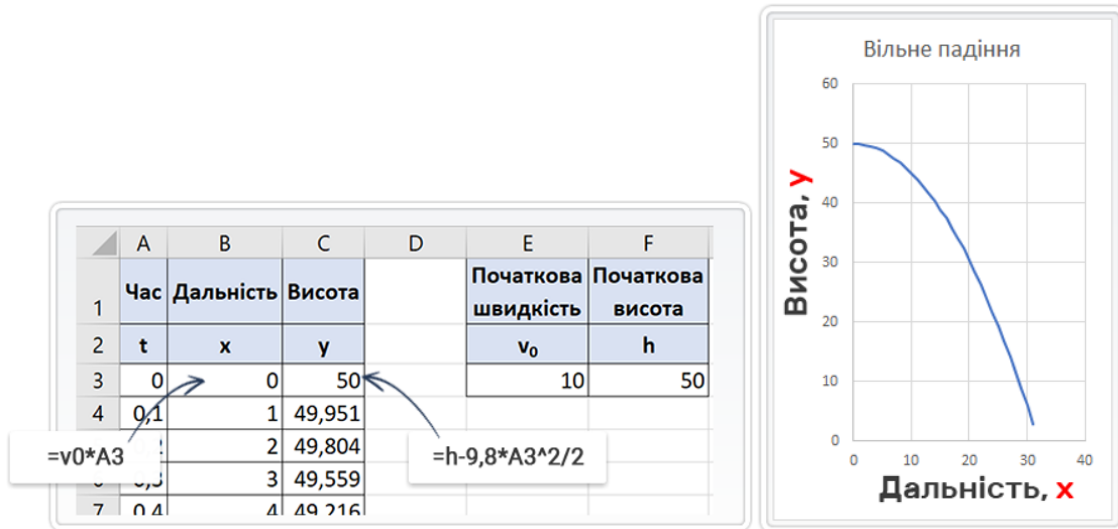 A B C D E F
1 Час Дальність Висота Початкова швидкість Початкова висота
2 t x y v₀ h
3 0 0 50 10 50
4 0,1 1 49,951
2 49,804
3 49,559
7 0,4 4 49,216
=v0*A3
=h-9,8*A3^2/2
Вільне падіння
60
50
40
30
20
10
0
0 10 20 30 40
Висота, y
Дальність, x